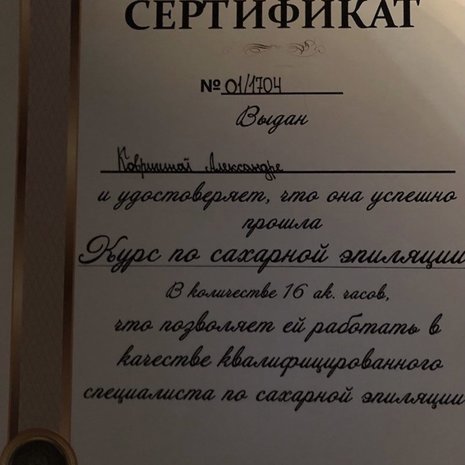 СЕРТИФИКАТ
№ 01/1704
Выдан
Ковришной Александре
и удостоверяет, что она успешно
прошла
Курс по сахарной эпиляции
В количестве 16 ак. часов,
что позволяет ей работать в
качестве квалифицированного
специалиста по сахарной эпиляции